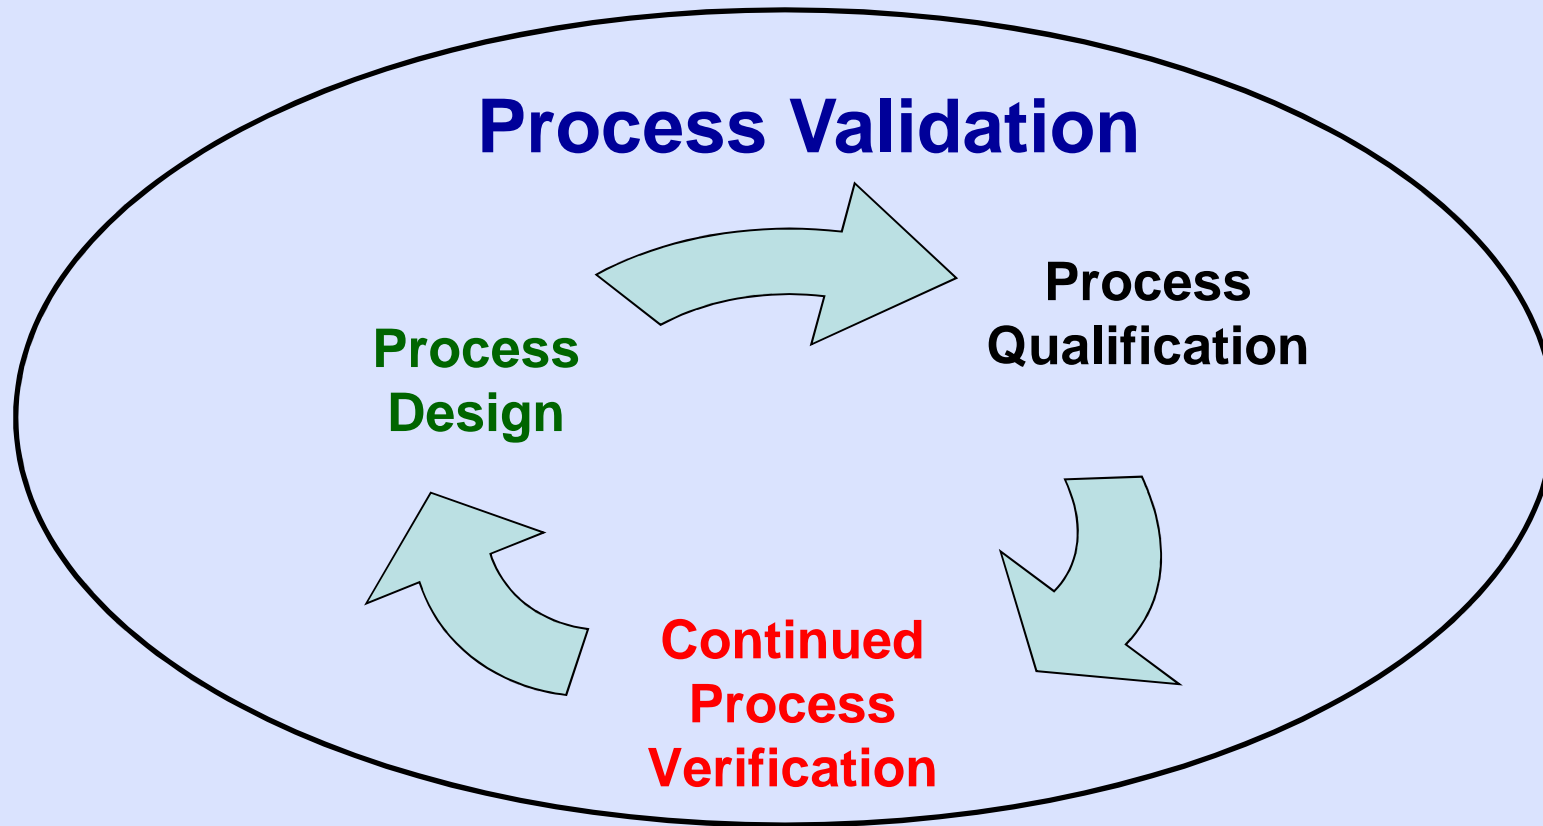 Process Validation
Process
Design
Process
Qualification
Continued
Process
Verification